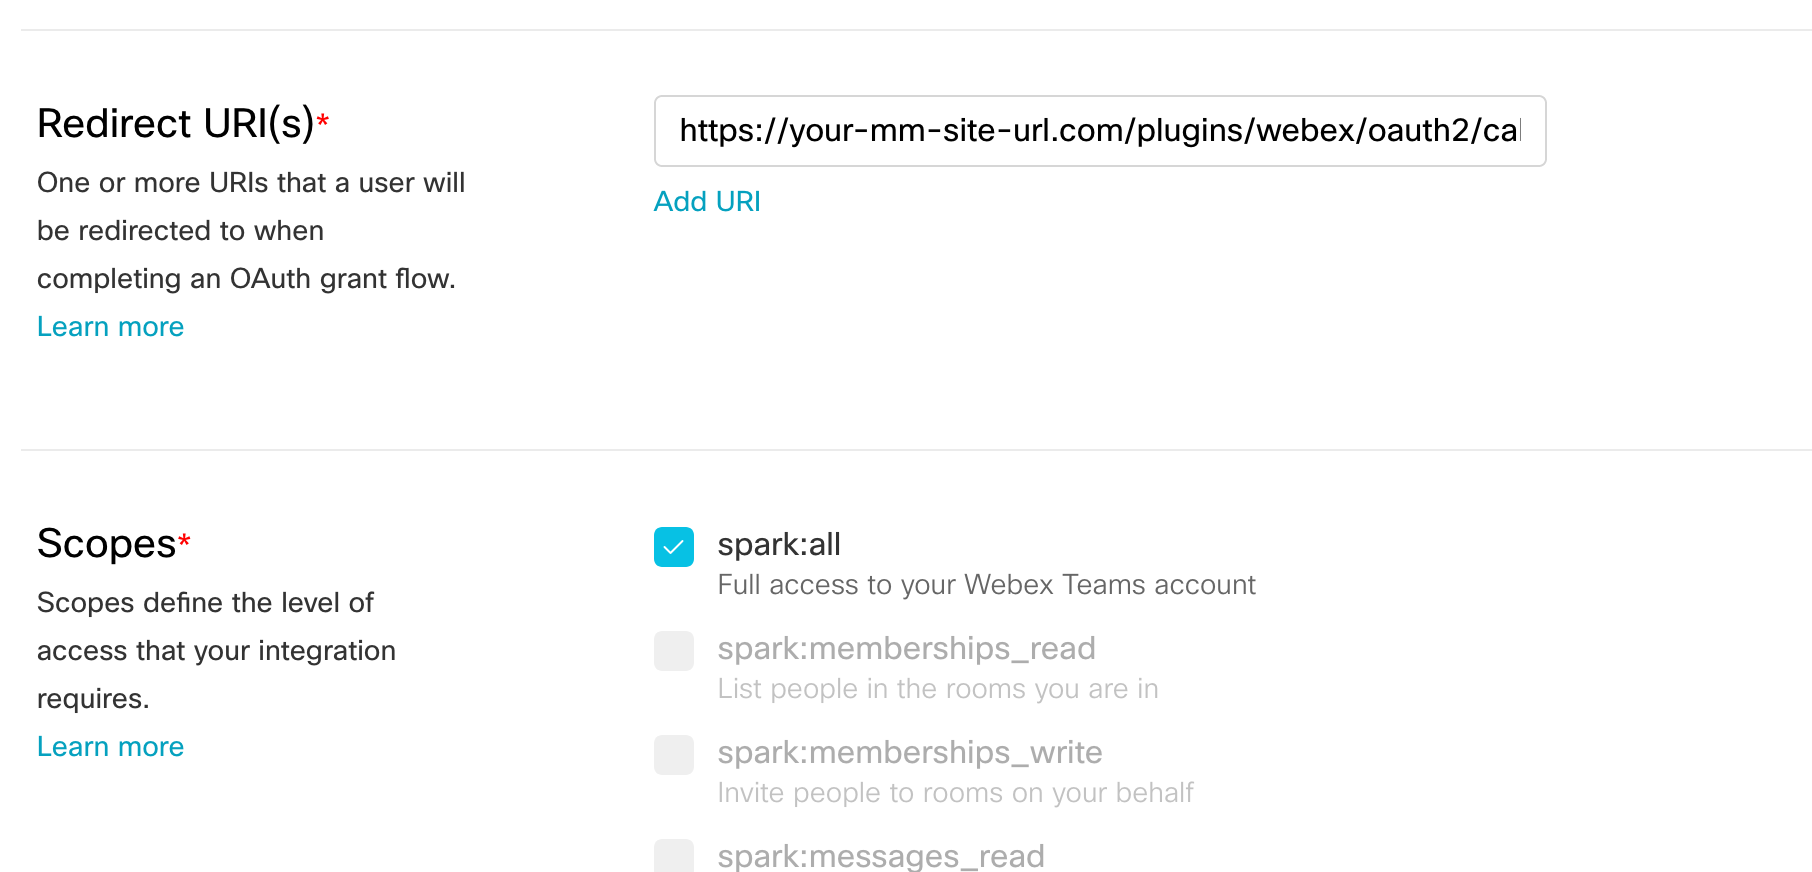 Redirect URI(s)*
One or more URIs that a user will
be redirected to when
completing an OAuth grant flow.
Learn more
https://your-mm-site-url.com/plugins/webex/oauth2/ca
Add URI
Scopes*
Scopes define the level of
access that your integration
requires.
Learn more
spark:all
Full access to your Webex Teams account
spark:memberships_read
List people in the rooms you are in
spark:memberships_write
Invite people to rooms on your behalf
spark:messages_read